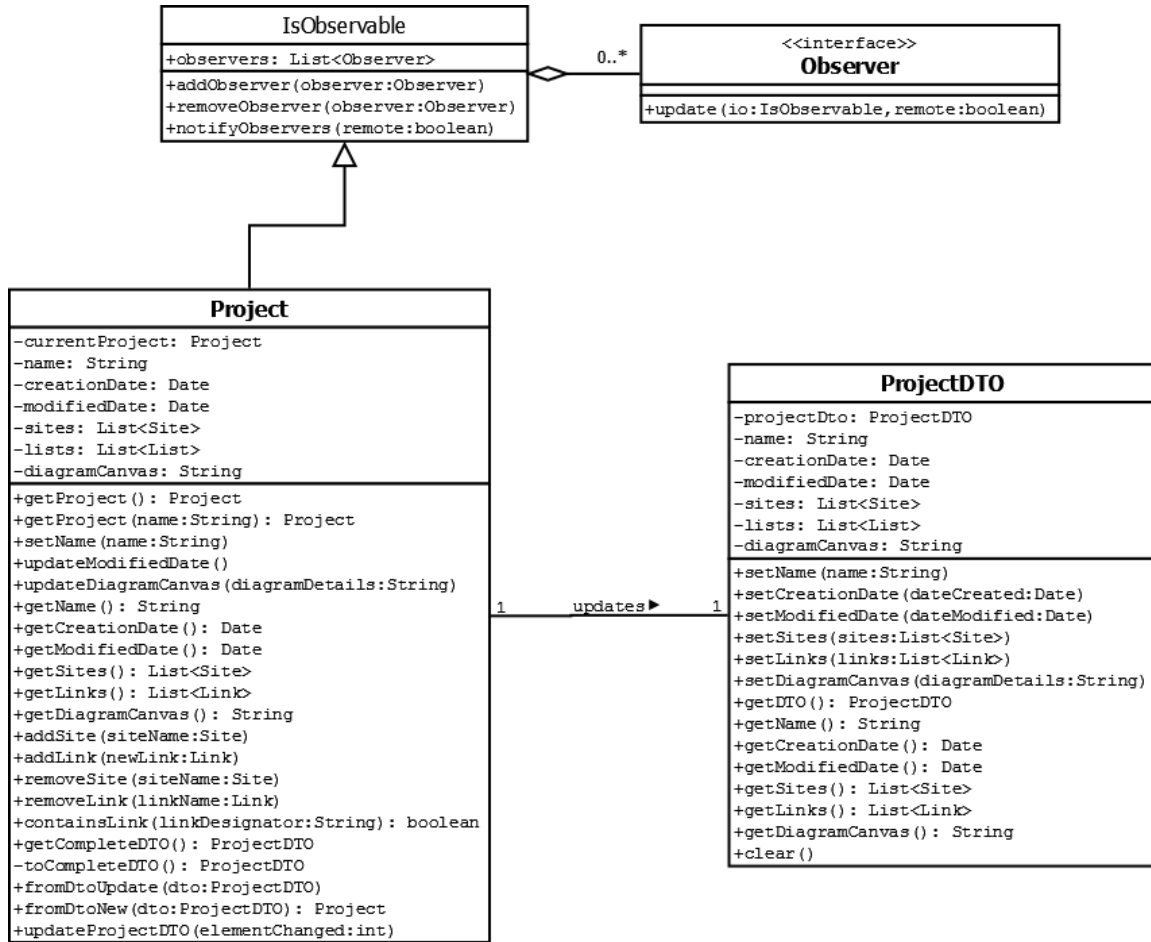 IsObservable
+observers: List<Observer>
+addObserver(observer:Observer)
+removeObserver(observer:Observer)
+notifyObservers(remote:boolean)
0..*
<<interface>>
Observer
+update(io:IsObservable,remote:boolean)
Project
-currentProject: Project
-name: String
-creationDate: Date
-modifiedDate: Date
-sites: List<Site>
-lists: List<List>
-diagramCanvas: String
+getProject(): Project
+getProject(name:String): Project
+setName(name:String)
+updateModifiedDate()
+updateDiagramCanvas(diagramDetails:String)
+getName(): String
+getCreationDate(): Date
+getModifiedDate(): Date
+getSites(): List<Site>
+getLinks(): List<Link>
+getDiagramCanvas(): String
+addSite(siteName:Site)
+addLink(newLink:Link)
+removeSite(siteName:Site)
+removeLink(linkName:Link)
+containsLink(linkDesignator:String): boolean
+getCompleteDTO(): ProjectDTO
-toCompleteDTO(): ProjectDTO
+fromDtoUpdate(dto:ProjectDTO)
+fromDtoNew(dto:ProjectDTO): Project
+updateProjectDTO(elementChanged:int)
1 updates▶ 1
ProjectDTO
-projectDto: ProjectDTO
-name: String
-creationDate: Date
-modifiedDate: Date
-sites: List<Site>
-lists: List<List>
-diagramCanvas: String
+setName(name:String)
+setCreationDate(dateCreated:Date)
+setModifiedDate(dateModified:Date)
+setSites(sites:List<Site>)
+setLinks(links:List<Link>)
+setDiagramCanvas(diagramDetails:String)
+getDTO(): ProjectDTO
+getName(): String
+getCreationDate(): Date
+getModifiedDate(): Date
+getSites(): List<Site>
+getLinks(): List<Link>
+getDiagramCanvas(): String
+clear()